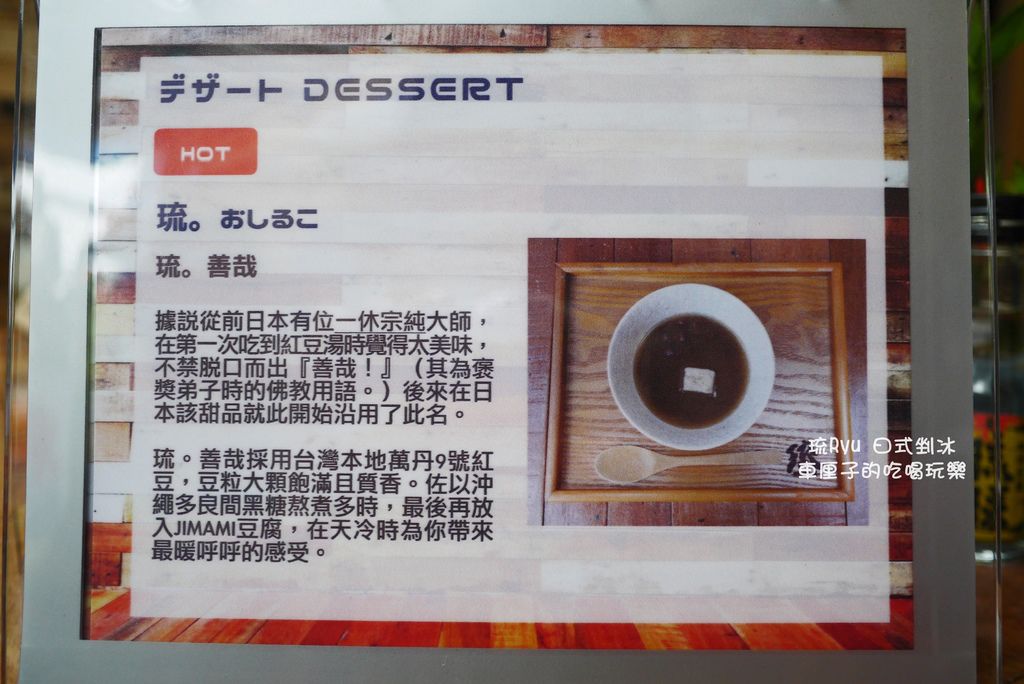 デザート DESSERT
HOT
琉。おしるこ
琉。善哉
據說從前日本有位一休宗純大師，
在第一次吃到紅豆湯時覺得太美味，
不禁脫口而出『善哉！』（其為褒
獎弟子時的佛教用語。）後來在日
本該甜品就此開始沿用了此名。
琉。善哉採用台灣本地萬丹9號紅
豆，豆粒大顆飽滿且質香。佐以沖
繩多良間黑糖熬煮多時，最後再放
入JIMAMI豆腐，在天冷時為你帶來
最暖呼呼的感受。
琉Ryu 日式剉冰
車厘子的吃喝玩樂